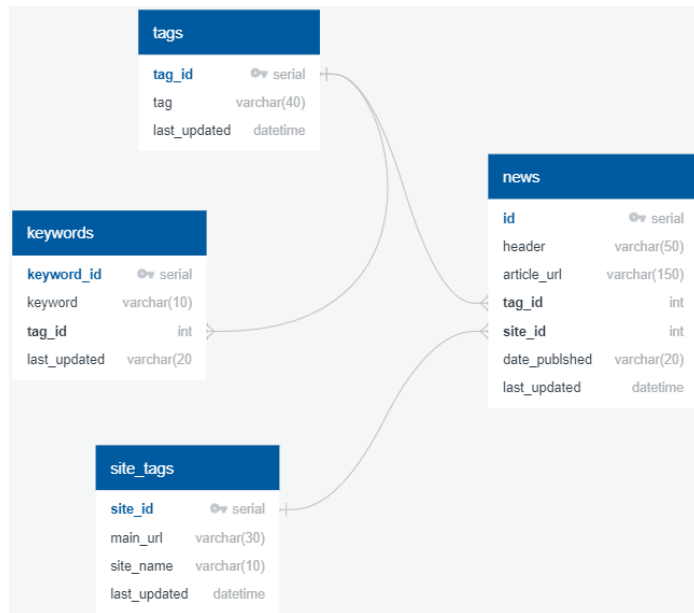 tags
tag_id serial
tag varchar(40)
last_updated datetime
news
id serial
header varchar(50)
article_url varchar(150)
tag_id int
site_id int
date_publshed varchar(20)
last_updated datetime
keywords
keyword_id serial
keyword varchar(10)
tag_id int
last_updated varchar(20
site_tags
site_id serial
main_url varchar(30)
site_name varchar(10)
last_updated datetime